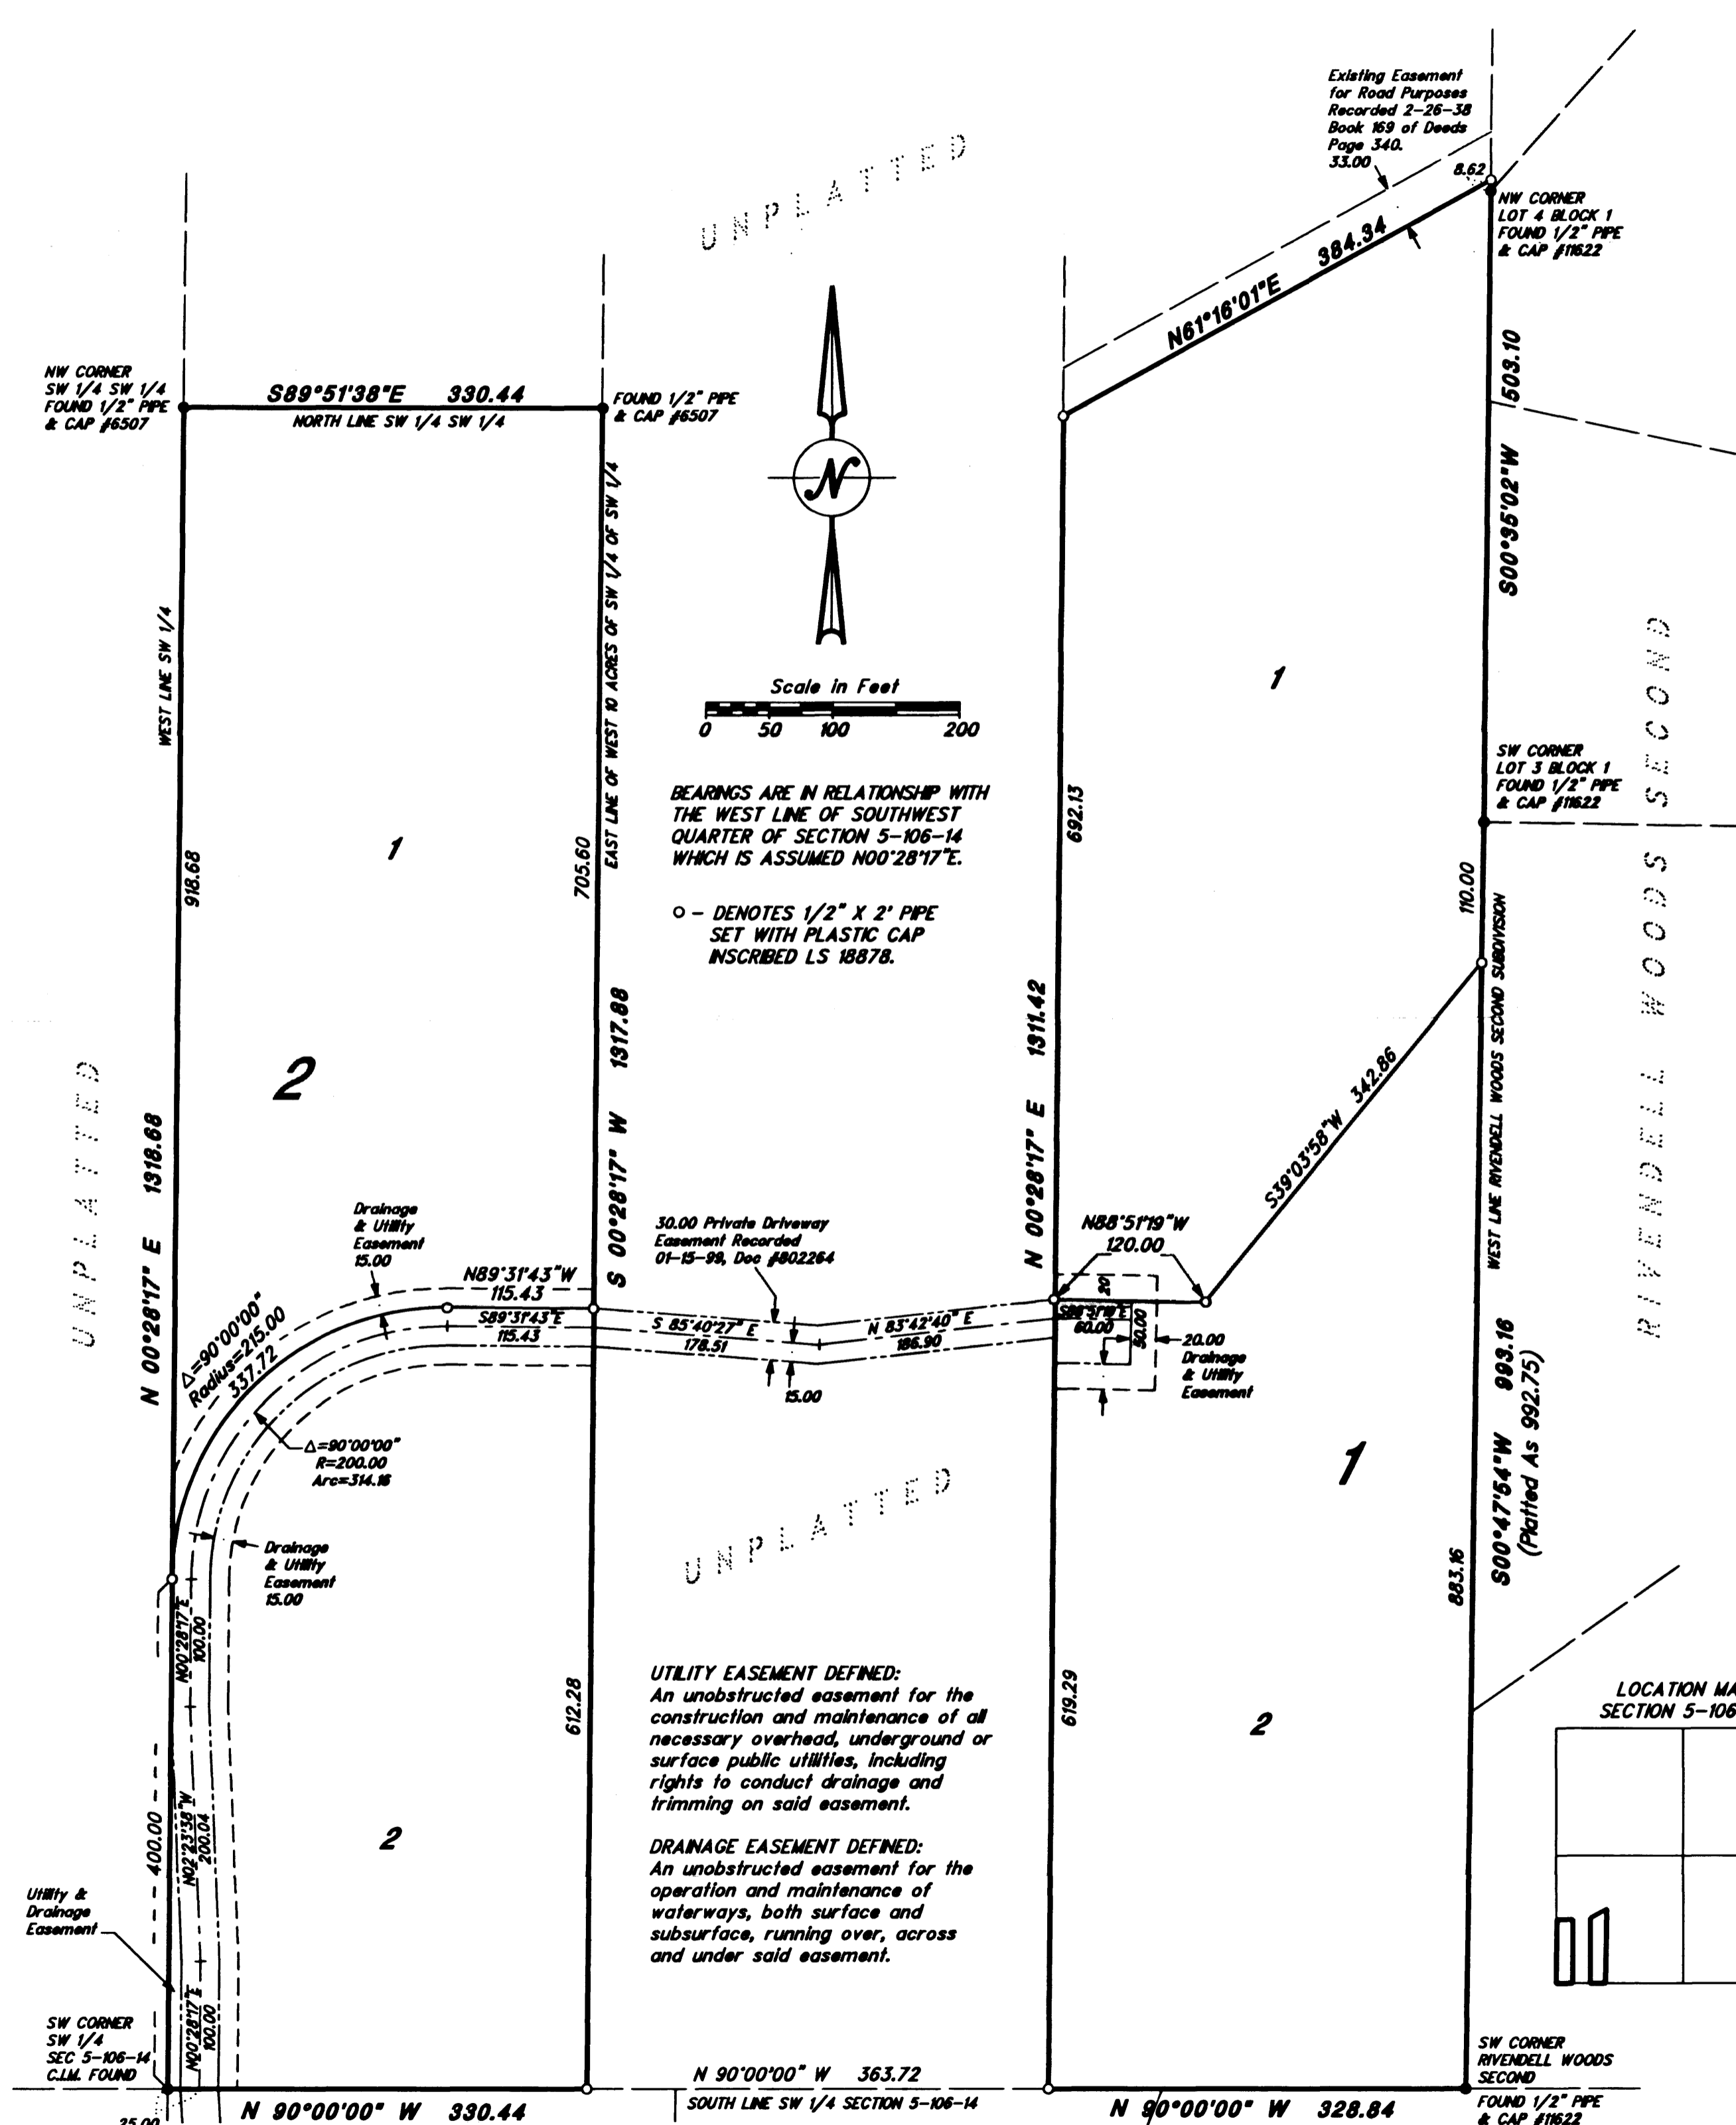 Existing Easement
for Road Purposes
Recorded 2-26-38
Book 169 of Deeds
Page 340.
33.00
8.62
UNPLATTED
NW CORNER
LOT 4 BLOCK 1
FOUND 1/2" PIPE
& CAP #11622
N61°16'01"E 384.34
503.10
S00°35'02"W
NW CORNER
SW 1/4 SW 1/4
FOUND 1/2" PIPE
& CAP #6507
S89°51'38"E 330.44
NORTH LINE SW 1/4 SW 1/4
FOUND 1/2" PIPE
& CAP #6507
N
WEST LINE SW 1/4
EAST LINE OF WEST 10 ACRES OF SW 1/4 OF SW 1/4
Scale in Feet
0 50 100 200
BEARINGS ARE IN RELATIONSHIP WITH
THE WEST LINE OF SOUTHWEST
QUARTER OF SECTION 5-106-14
WHICH IS ASSUMED N00°28'17"E.
O - DENOTES 1/2" X 2' PIPE
SET WITH PLASTIC CAP
INSCRIBED LS 18878.
1
918.68
705.60
692.13
1
SW CORNER
LOT 3 BLOCK 1
FOUND 1/2" PIPE
& CAP #11622
RIVENDELL WOODS SECOND
110.00
WEST LINE RIVENDELL WOODS SECOND SUBDIVISION
2
UNPLATTED
N 00°28'17" E 1318.68
S 00°28'17" W 1317.88
N 00°28'17" E 1311.42
S39°03'58"W 342.86
Drainage
& Utility
Easement
15.00
N89°31'43"W
115.43
S89°31'43"E
115.43
30.00 Private Driveway
Easement Recorded
01-15-99, Doc #802264
S 85°40'27" E
178.51
N 83°42'40" E
186.90
15.00
N88°51'19"W
120.00
20'
S88°51'19"E
60.00
50.00
20.00
Drainage
& Utility
Easement
Δ=90°00'00"
Radius=215.00
337.72
Δ=90°00'00"
R=200.00
Arc=314.16
Drainage
& Utility
Easement
15.00
UNPLATTED
1
S00°47'54"W 993.16
(Platted As 992.75)
883.16
N00°28'17"E
100.00
612.28
619.29
2
2
UTILITY EASEMENT DEFINED:
An unobstructed easement for the
construction and maintenance of all
necessary overhead, underground or
surface public utilities, including
rights to conduct drainage and
trimming on said easement.
DRAINAGE EASEMENT DEFINED:
An unobstructed easement for the
operation and maintenance of
waterways, both surface and
subsurface, running over, across
and under said easement.
LOCATION MA
SECTION 5-106
400.00
N02°23'38"W
200.04
Utility &
Drainage
Easement
N00°28'17"E
100.00
SW CORNER
SW 1/4
SEC 5-106-14
C.I.M. FOUND
25.00
N 90°00'00" W 330.44
N 90°00'00" W 363.72
SOUTH LINE SW 1/4 SECTION 5-106-14
N 90°00'00" W 328.84
SW CORNER
RIVENDELL WOODS
SECOND
FOUND 1/2" PIPE
& CAP #11622